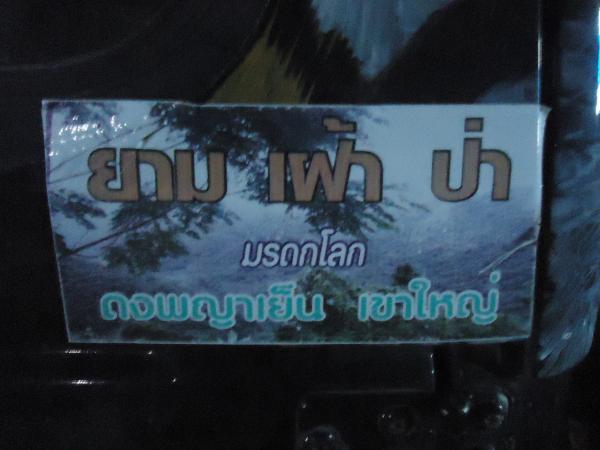 ยาม เฝ้า ป่า
มรดกโลก
ดงพญาเย็น เขาใหญ่